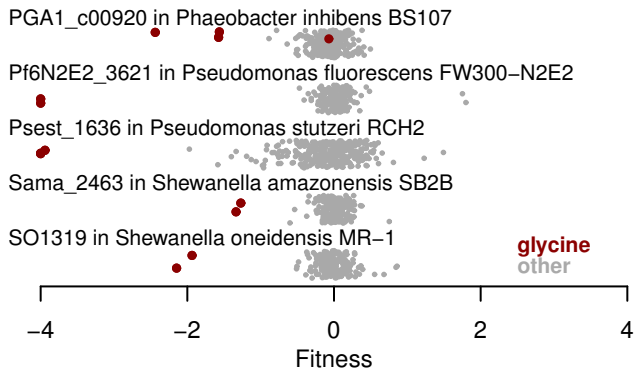 PGA1_c00920 in Phaeobacter inhibens BS107
Pf6N2E2_3621 in Pseudomonas fluorescens FW300−N2E2
Psest_1636 in Pseudomonas stutzeri RCH2
Sama_2463 in Shewanella amazonensis SB2B
SO1319 in Shewanella oneidensis MR−1
glycine
other
−4 −2 0 2 4
Fitness